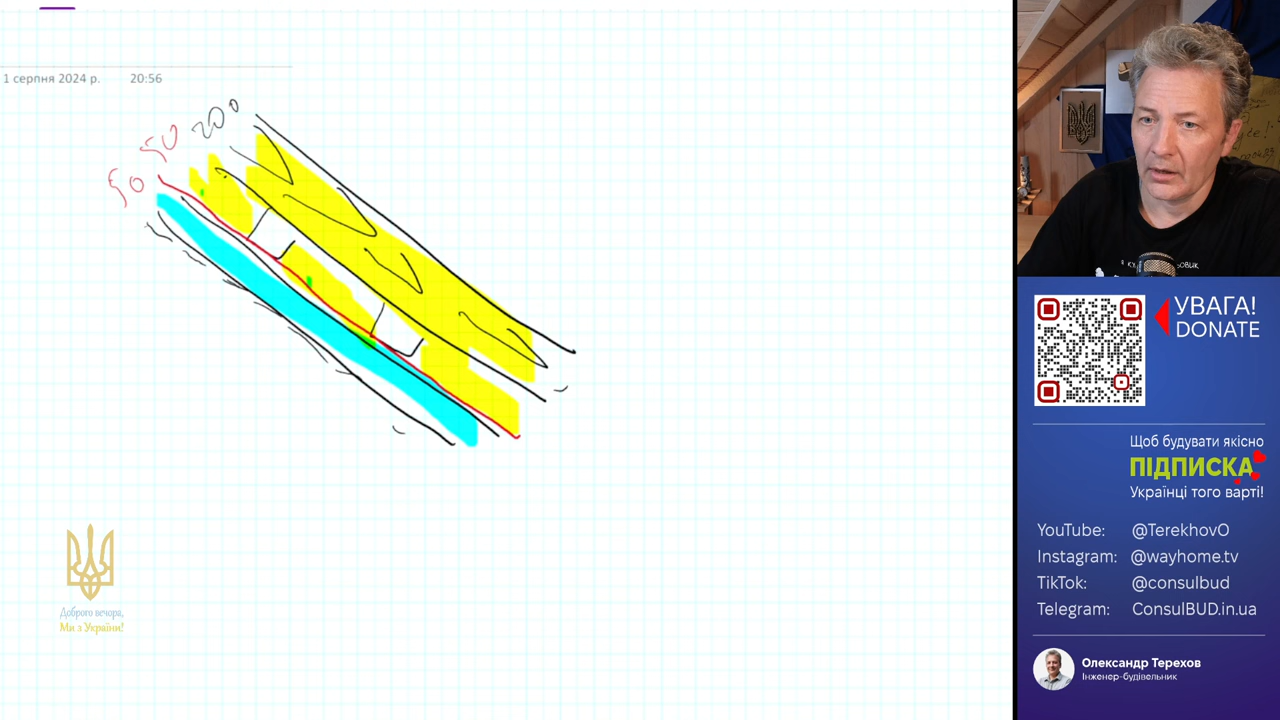 1 серпня 2024 р. 20:56
50 50 200
Доброго вечора,
Ми з України!
УВАГА!
DONATE
Щоб будувати якісно
ПІДПИСКА
Українці того варті!
YouTube: @TerekhovO
Instagram: @wayhome.tv
TikTok: @consulbud
Telegram: ConsulBUD.in.ua
Олександр Терехов
Інженер-будівельник